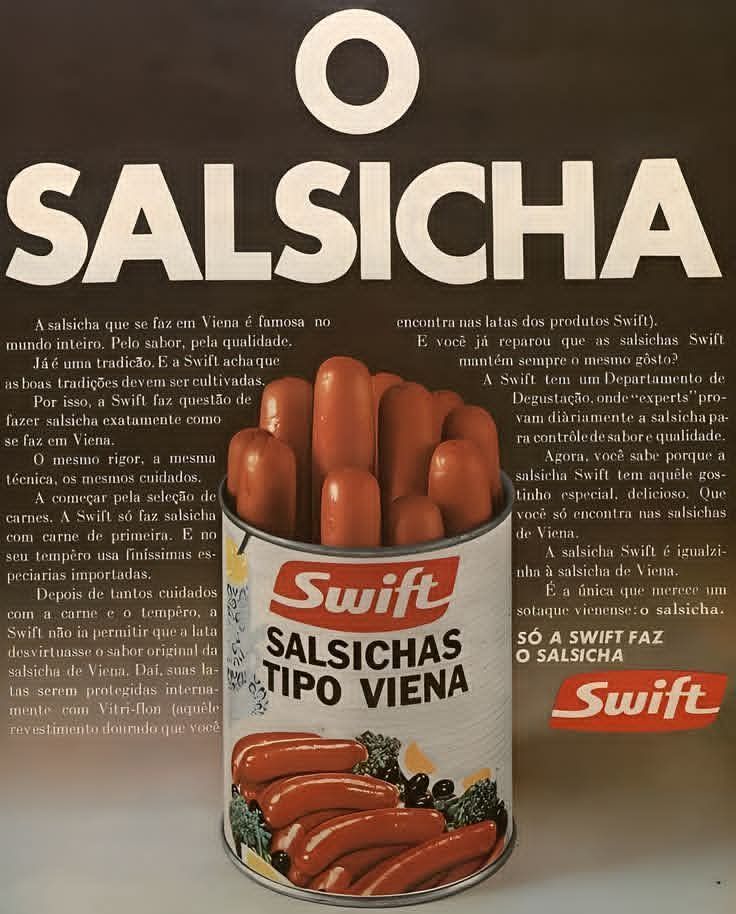 O
SALSICHA
A salsicha que se faz em Viena é famosa no
mundo inteiro. Pelo sabor, pela qualidade.
Já é uma tradicão. E a Swift acha que
as boas tradições devem ser cultivadas.
Por isso, a Swift faz questão de
fazer salsicha exatamente como
se faz em Viena.
O mesmo rigor, a mesma
técnica, os mesmos cuidados.
A começar pela seleção de
carnes. A Swift só faz salsicha
com carne de primeira. E no
seu tempêro usa finíssimas es-
peciarias importadas.
Depois de tantos cuidados
com a carne e o tempêro, a
Swift não ia permitir que a lata
desvirtuasse o sabor original da
salsicha de Viena. Daí, suas la-
tas serem protegidas interna-
mente com Vitri-flon (aquêle
revestimento dourado que você
encontra nas latas dos produtos Swift).
E você já reparou que as salsichas Swift
mantém sempre o mesmo gôsto?
A Swift tem um Departamento de
Degustação, onde "experts" pro-
vam diàriamente a salsicha pa-
ra contrôle de sabor e qualidade.
Agora, você sabe porque a
salsicha Swift tem aquêle gos-
tinho especial, delicioso. Que
você só encontra nas salsichas
de Viena.
A salsicha Swift é igualzi-
nha à salsicha de Viena.
É a única que merece um
sotaque vienense: o salsicha.
SÓ A SWIFT FAZ
O SALSICHA
Swift
Swift
SALSICHAS
TIPO VIENA